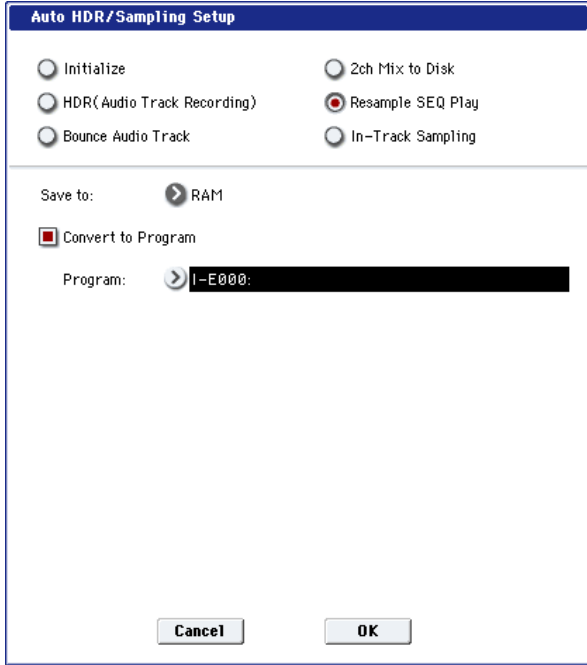 Auto HDR/Sampling Setup
Initialize
2ch Mix to Disk
HDR(Audio Track Recording)
Resample SEQ Play
Bounce Audio Track
In-Track Sampling
Save to: RAM
Convert to Program
Program: I-E000:
Cancel OK